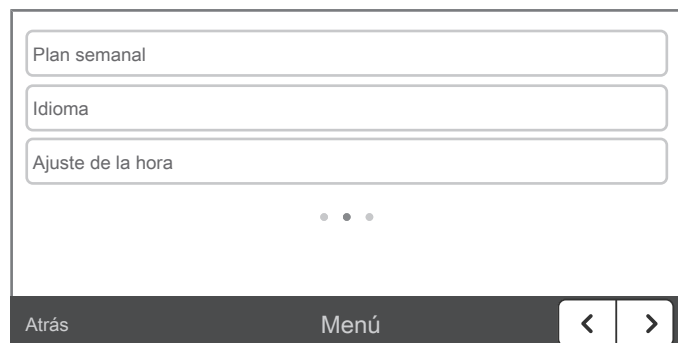 Plan semanal
Idioma
Ajuste de la hora
Atrás Menú